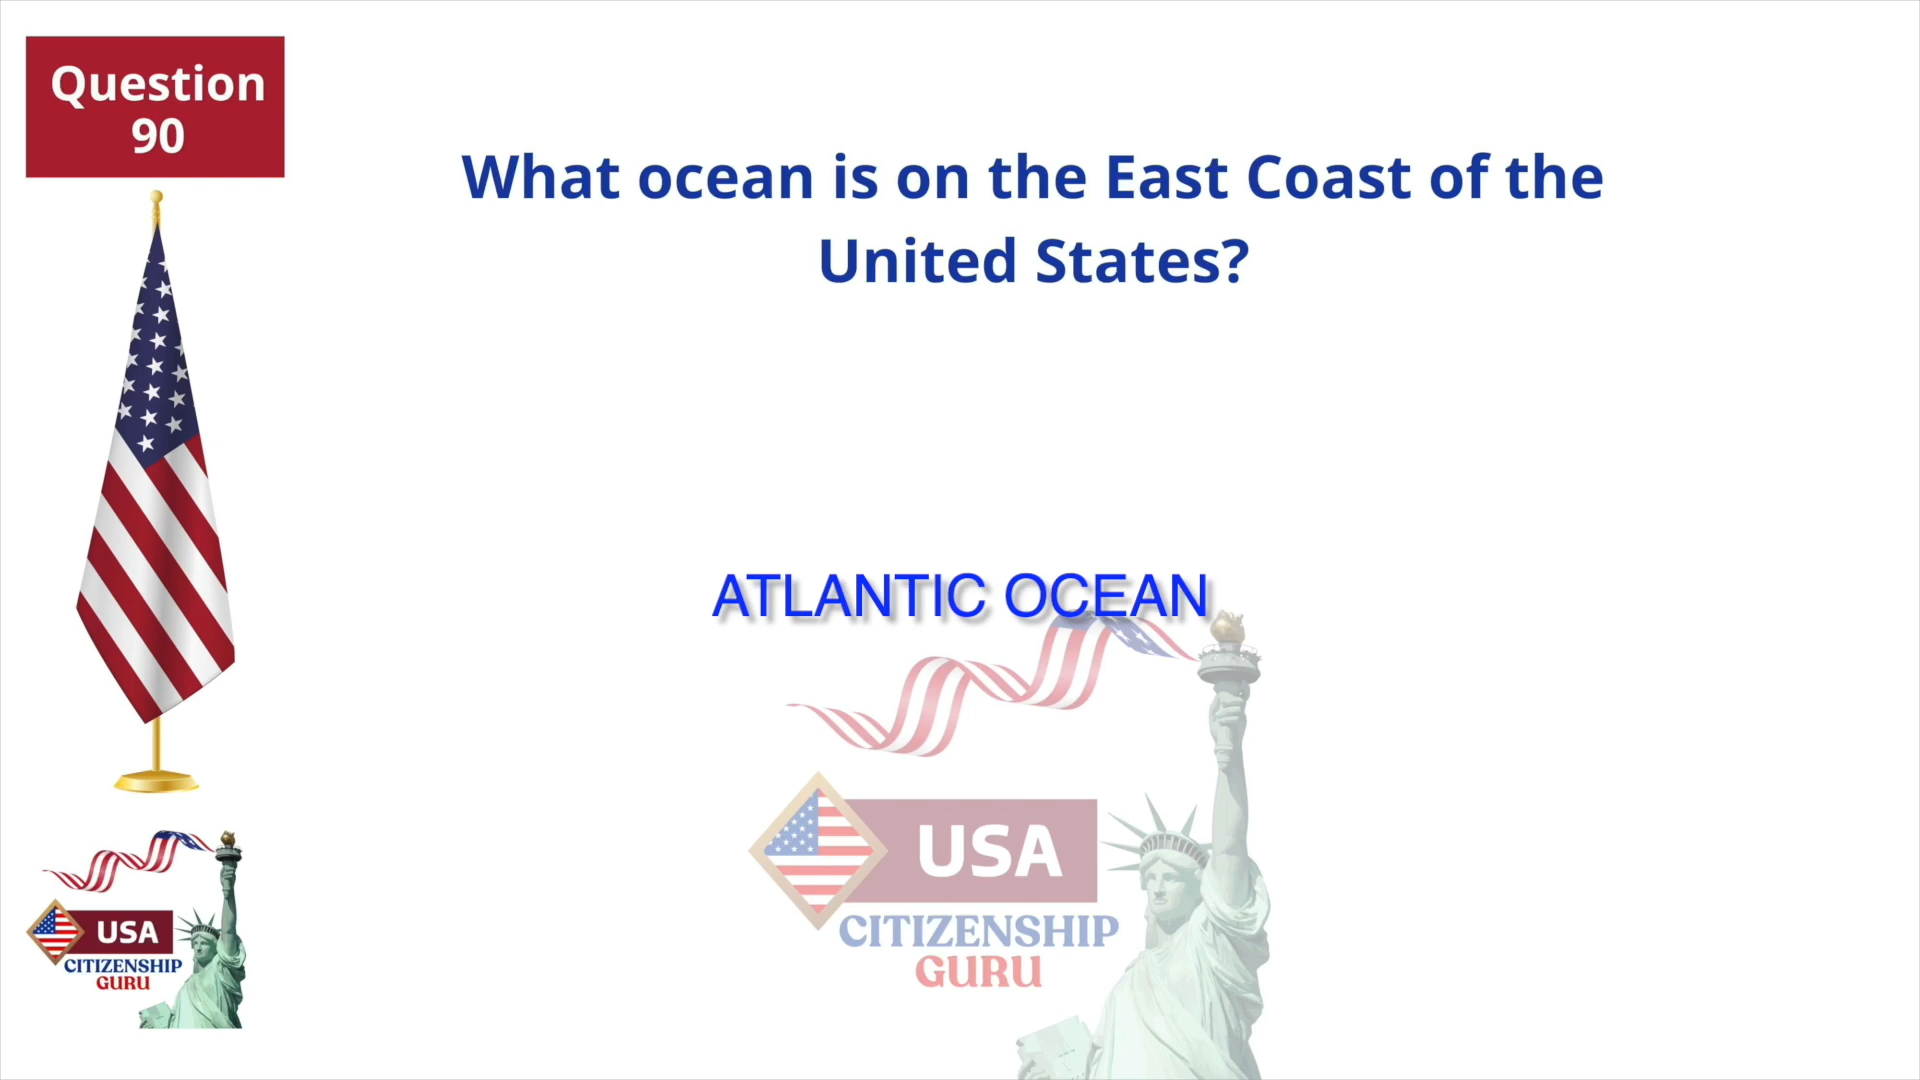 Question
90
What ocean is on the East Coast of the
United States?
ATLANTIC OCEAN
USA
CITIZENSHIP
GURU
USA
CITIZENSHIP
GURU